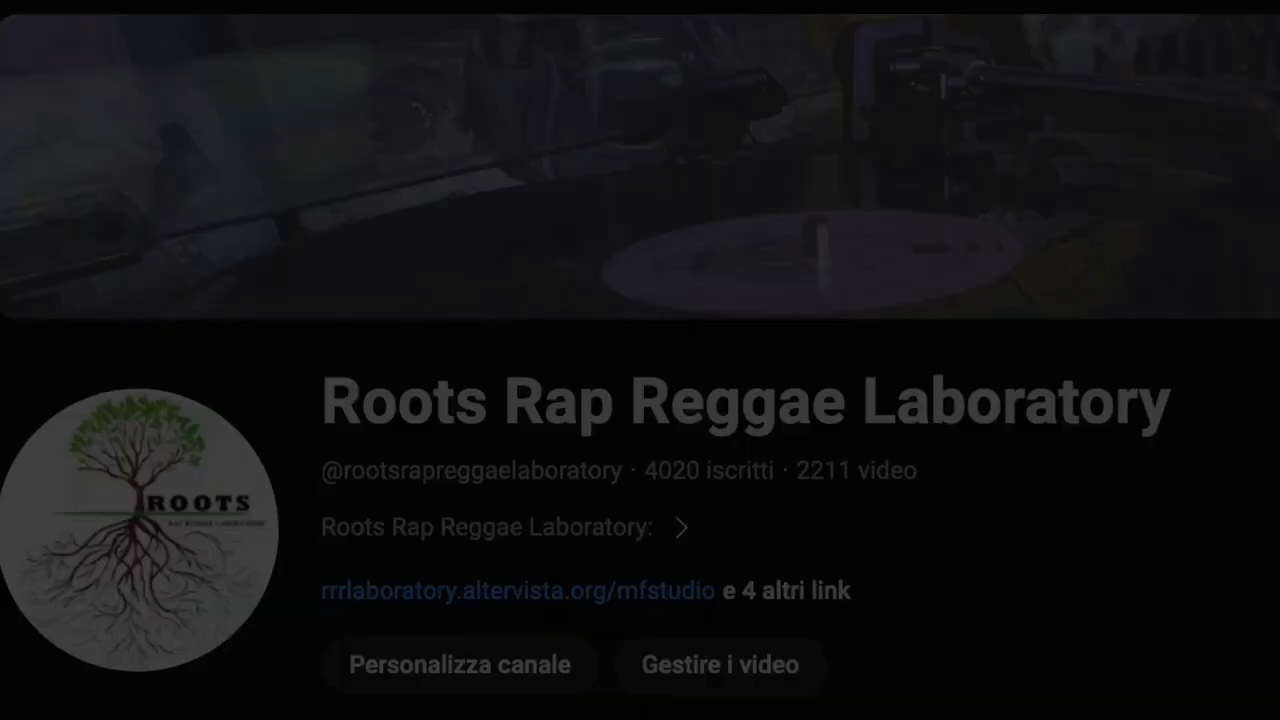 Roots Rap Reggae Laboratory
@rootsrapreggaelaboratory · 4020 iscritti · 2211 video
ROOTS
Roots Rap Reggae Laboratory:
rrrlaboratory.altervista.org/mfstudio e 4 altri link
Personalizza canale Gestire i video